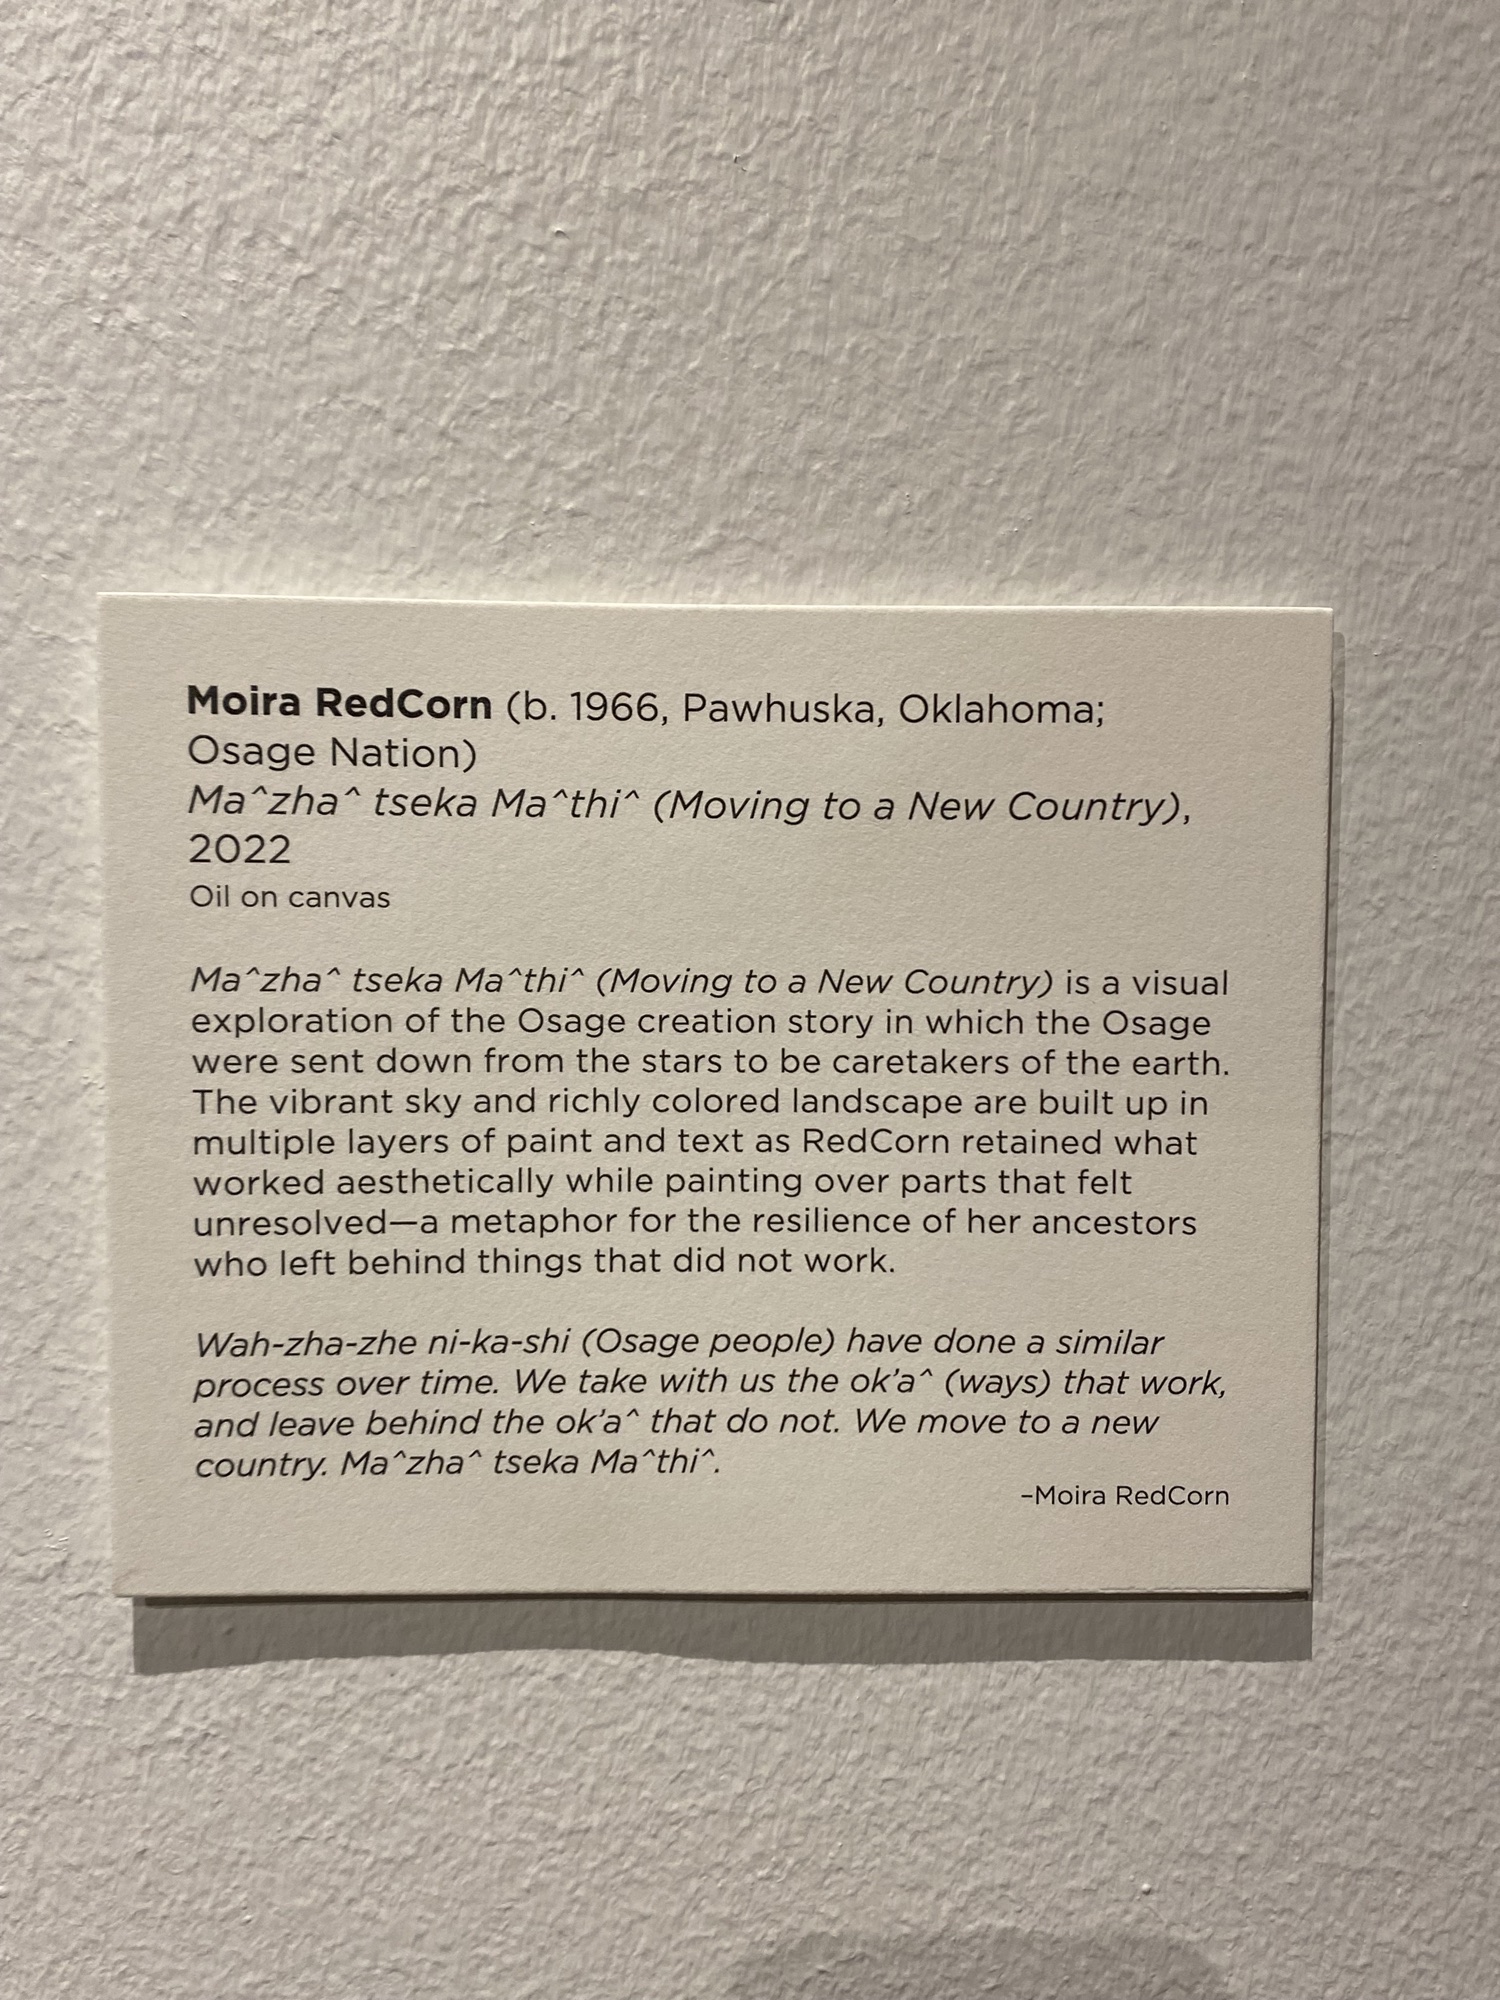 Moira RedCorn (b. 1966, Pawhuska, Oklahoma;
Osage Nation)
Ma^zha^ tseka Ma^thi^ (Moving to a New Country),
2022
Oil on canvas
Ma^zha^ tseka Ma^thi^ (Moving to a New Country) is a visual
exploration of the Osage creation story in which the Osage
were sent down from the stars to be caretakers of the earth.
The vibrant sky and richly colored landscape are built up in
multiple layers of paint and text as RedCorn retained what
worked aesthetically while painting over parts that felt
unresolved—a metaphor for the resilience of her ancestors
who left behind things that did not work.
Wah-zha-zhe ni-ka-shi (Osage people) have done a similar
process over time. We take with us the ok’a^ (ways) that work,
and leave behind the ok’a^ that do not. We move to a new
country. Ma^zha^ tseka Ma^thi^.
–Moira RedCorn